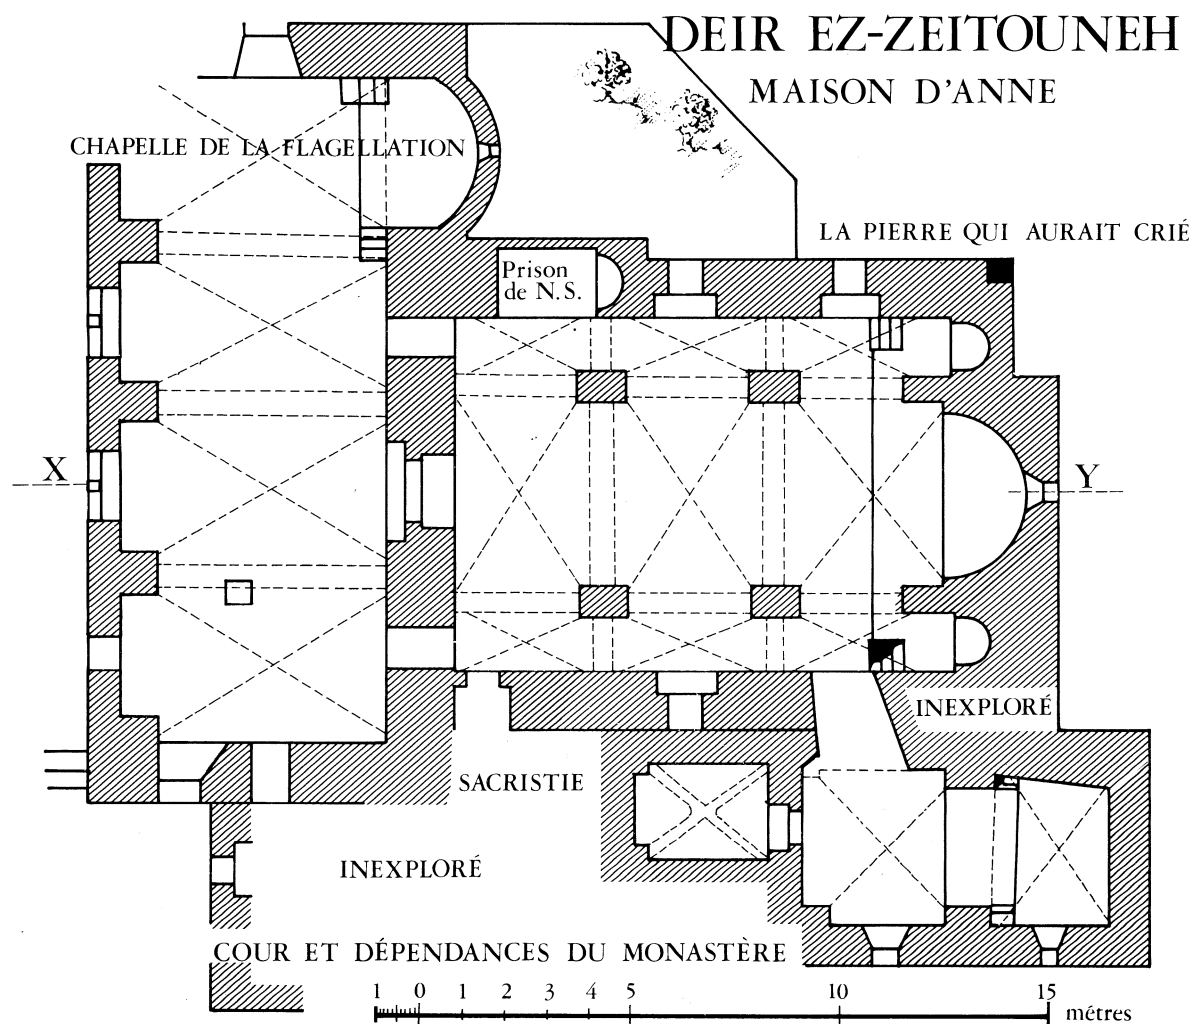 DEIR EZ-ZEITOUNEH
MAISON D'ANNE
CHAPELLE DE LA FLAGELLATION
LA PIERRE QUI AURAIT CRIÉ
Prison
de N.S.
X
Y
INEXPLORÉ
SACRISTIE
INEXPLORÉ
COUR ET DÉPENDANCES DU MONASTÈRE
1 0 1 2 3 4 5 10 15
métres